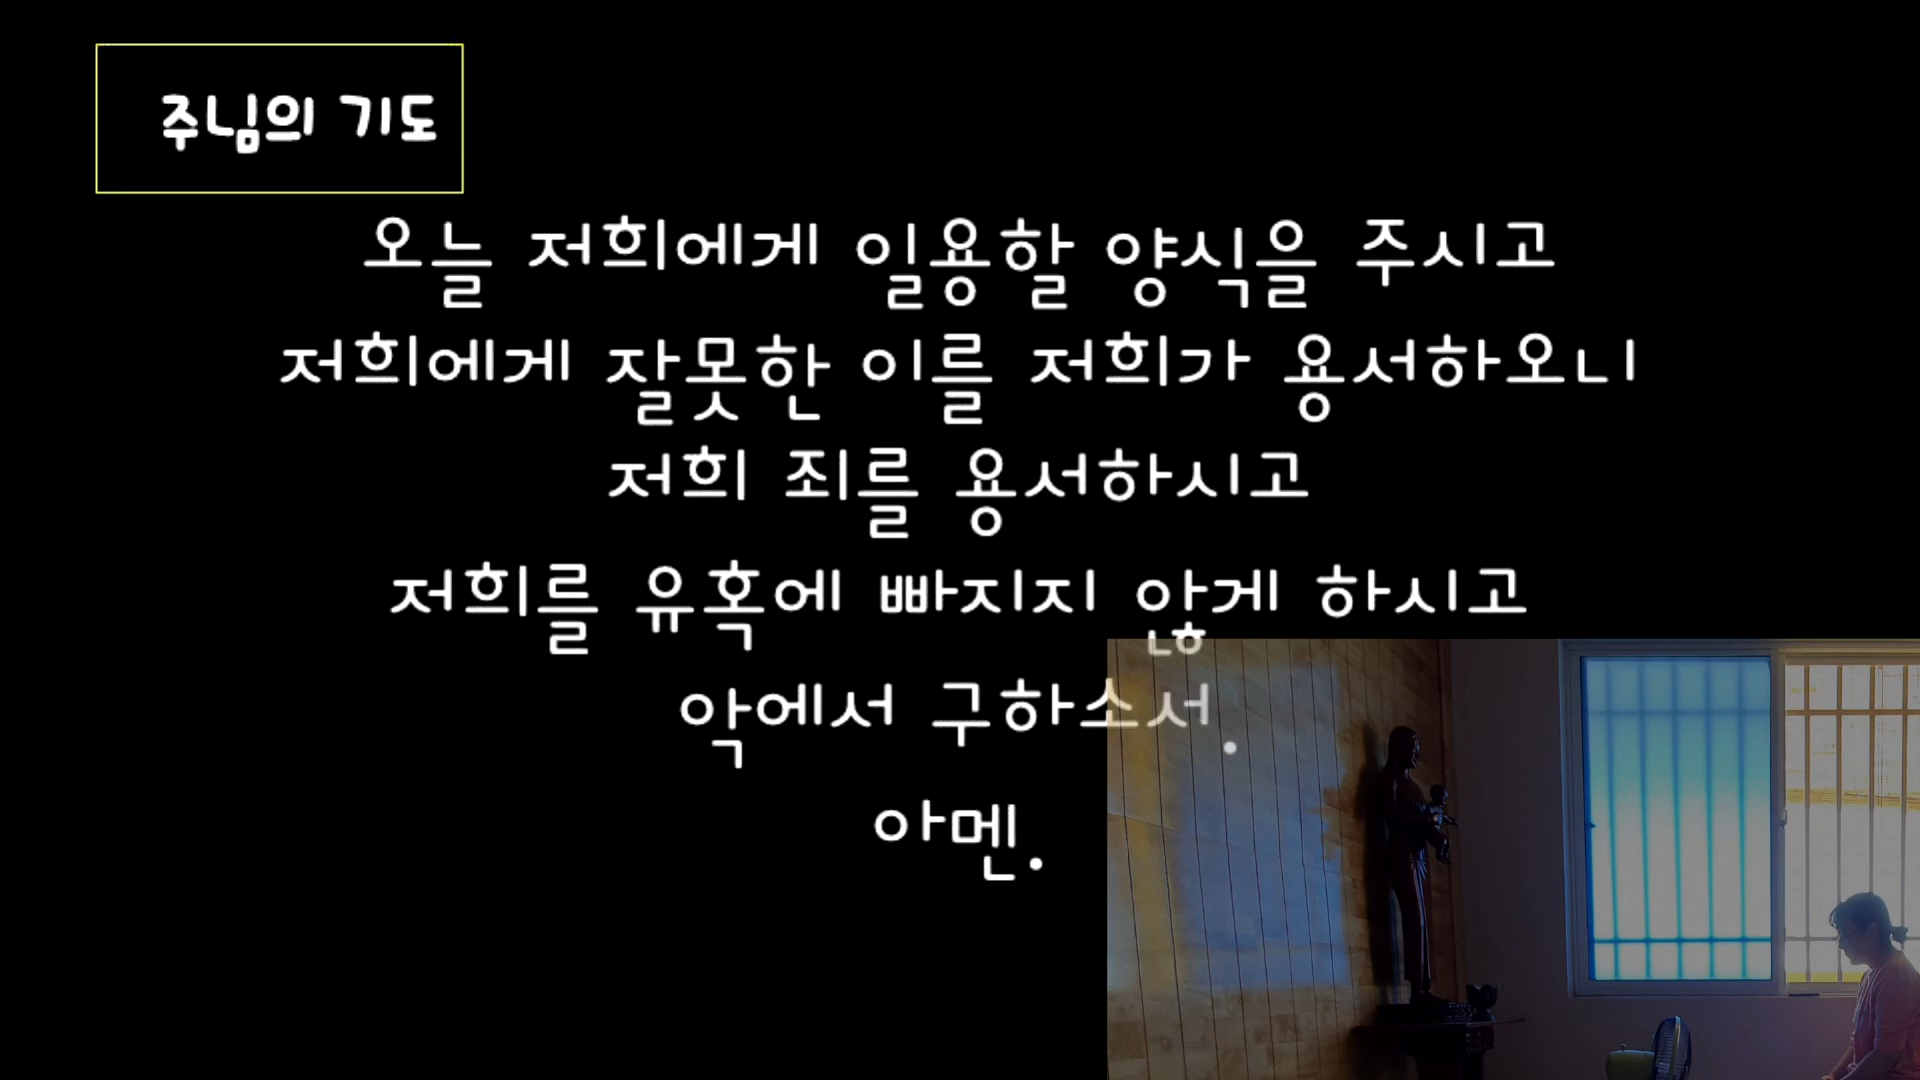 주님의 기도
오늘 저희에게 일용할 양식을 주시고
저희에게 잘못한 이를 저희가 용서하오니
저희 죄를 용서하시고
저희를 유혹에 빠지지 않게 하시고
악에서 구하소서.
아멘.